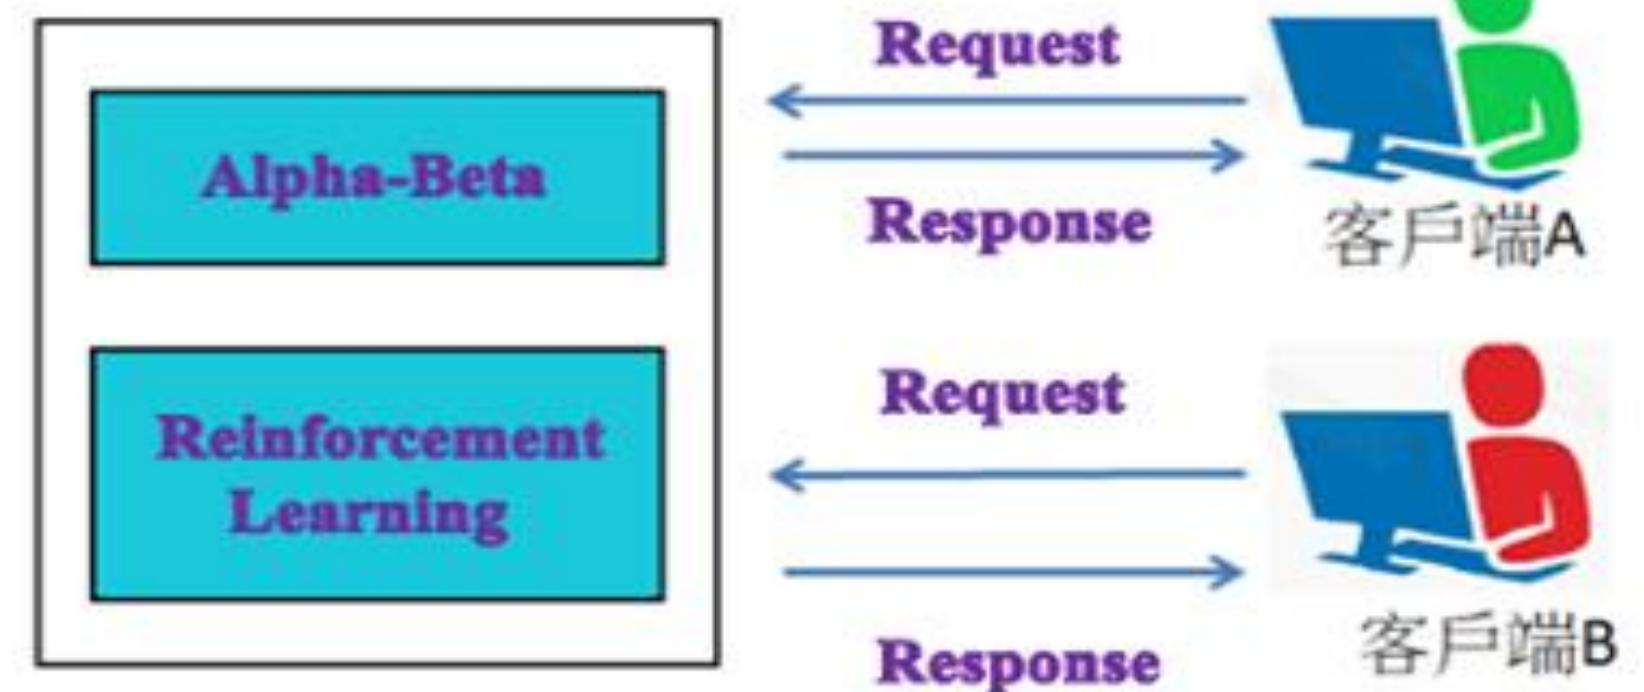 Alpha-Beta
Reinforcement
Learning
Request
Response
客戶端A
Request
Response
客戶端B